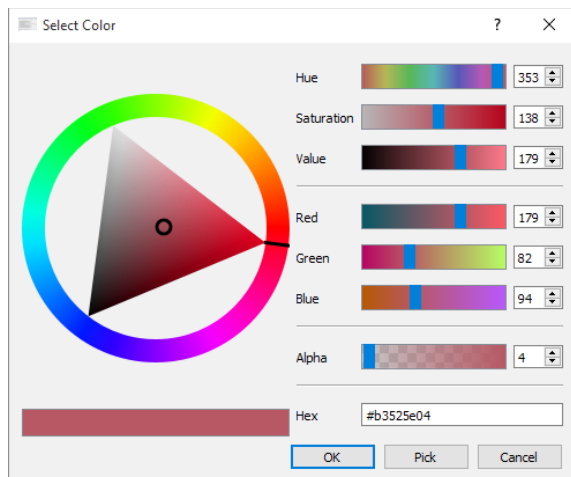 Select Color ?
Hue 353
Saturation 138
Value 179
Red 179
Green 82
Blue 94
Alpha 4
Hex #b3525e04
OK Pick Cancel